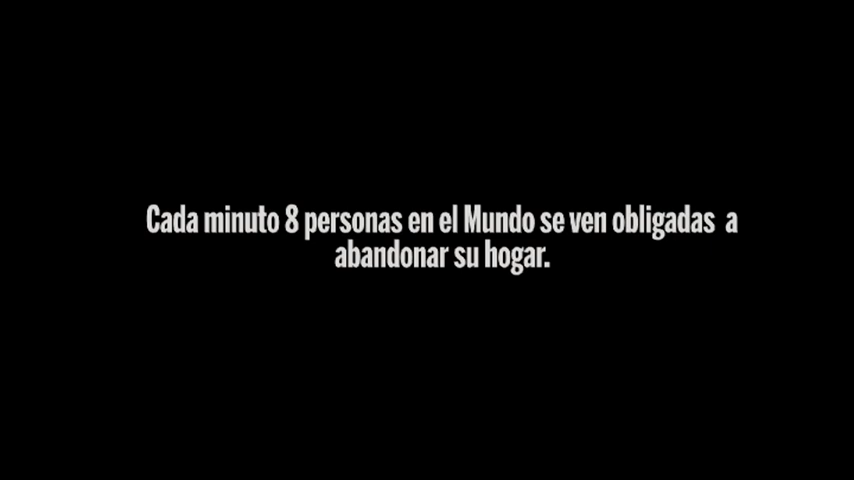 Cada minuto 8 personas en el Mundo se ven obligadas  a
abandonar su hogar.